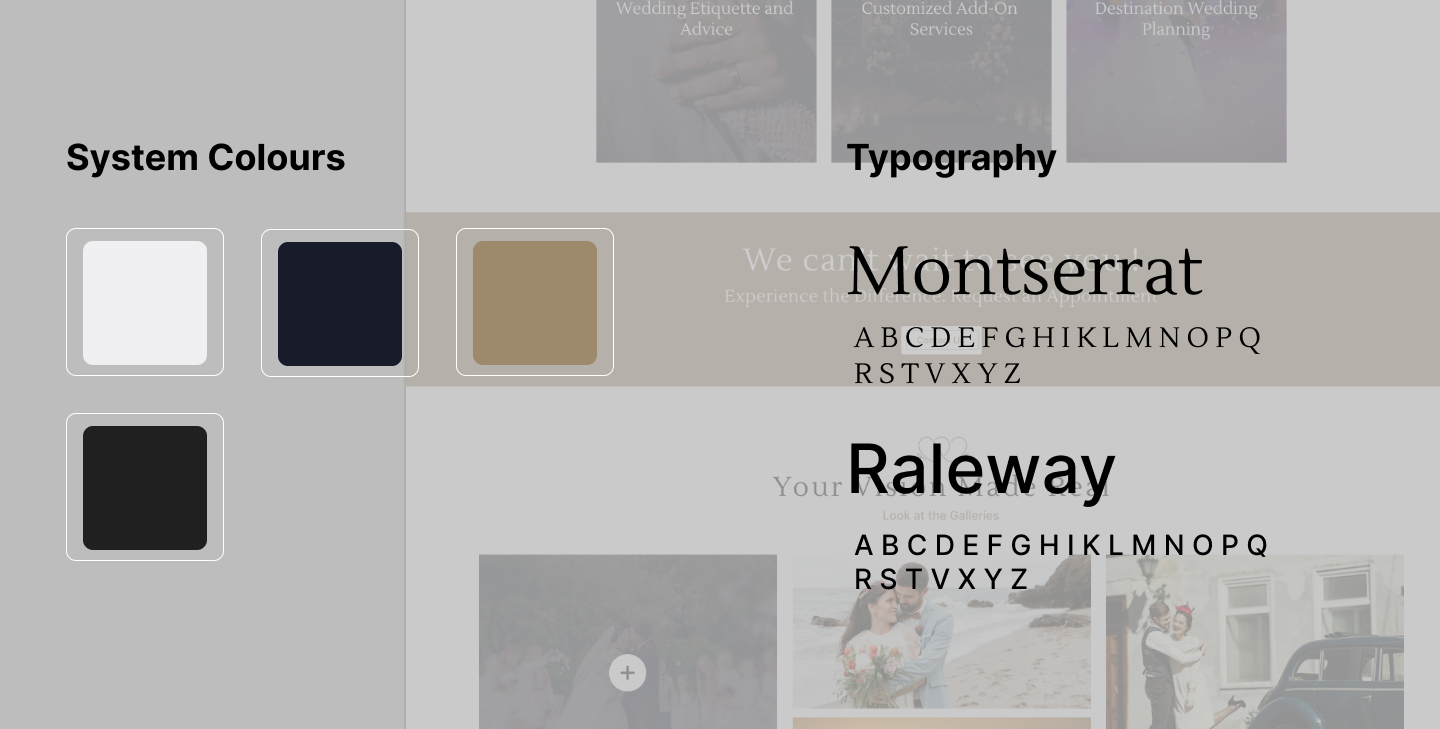 Wedding Etiquette and
Advice
Customized Add-On
Services
Destination Wedding
Planning
System Colours
Typography
We can't wait to see you!
Experience the Difference. Request an Appointment
Montserrat
A B C D E F G H I K L M N O P Q
R S T V X Y Z
Raleway
Your Vision Made Real
Look at the Galleries
A B C D E F G H I K L M N O P Q
R S T V X Y Z